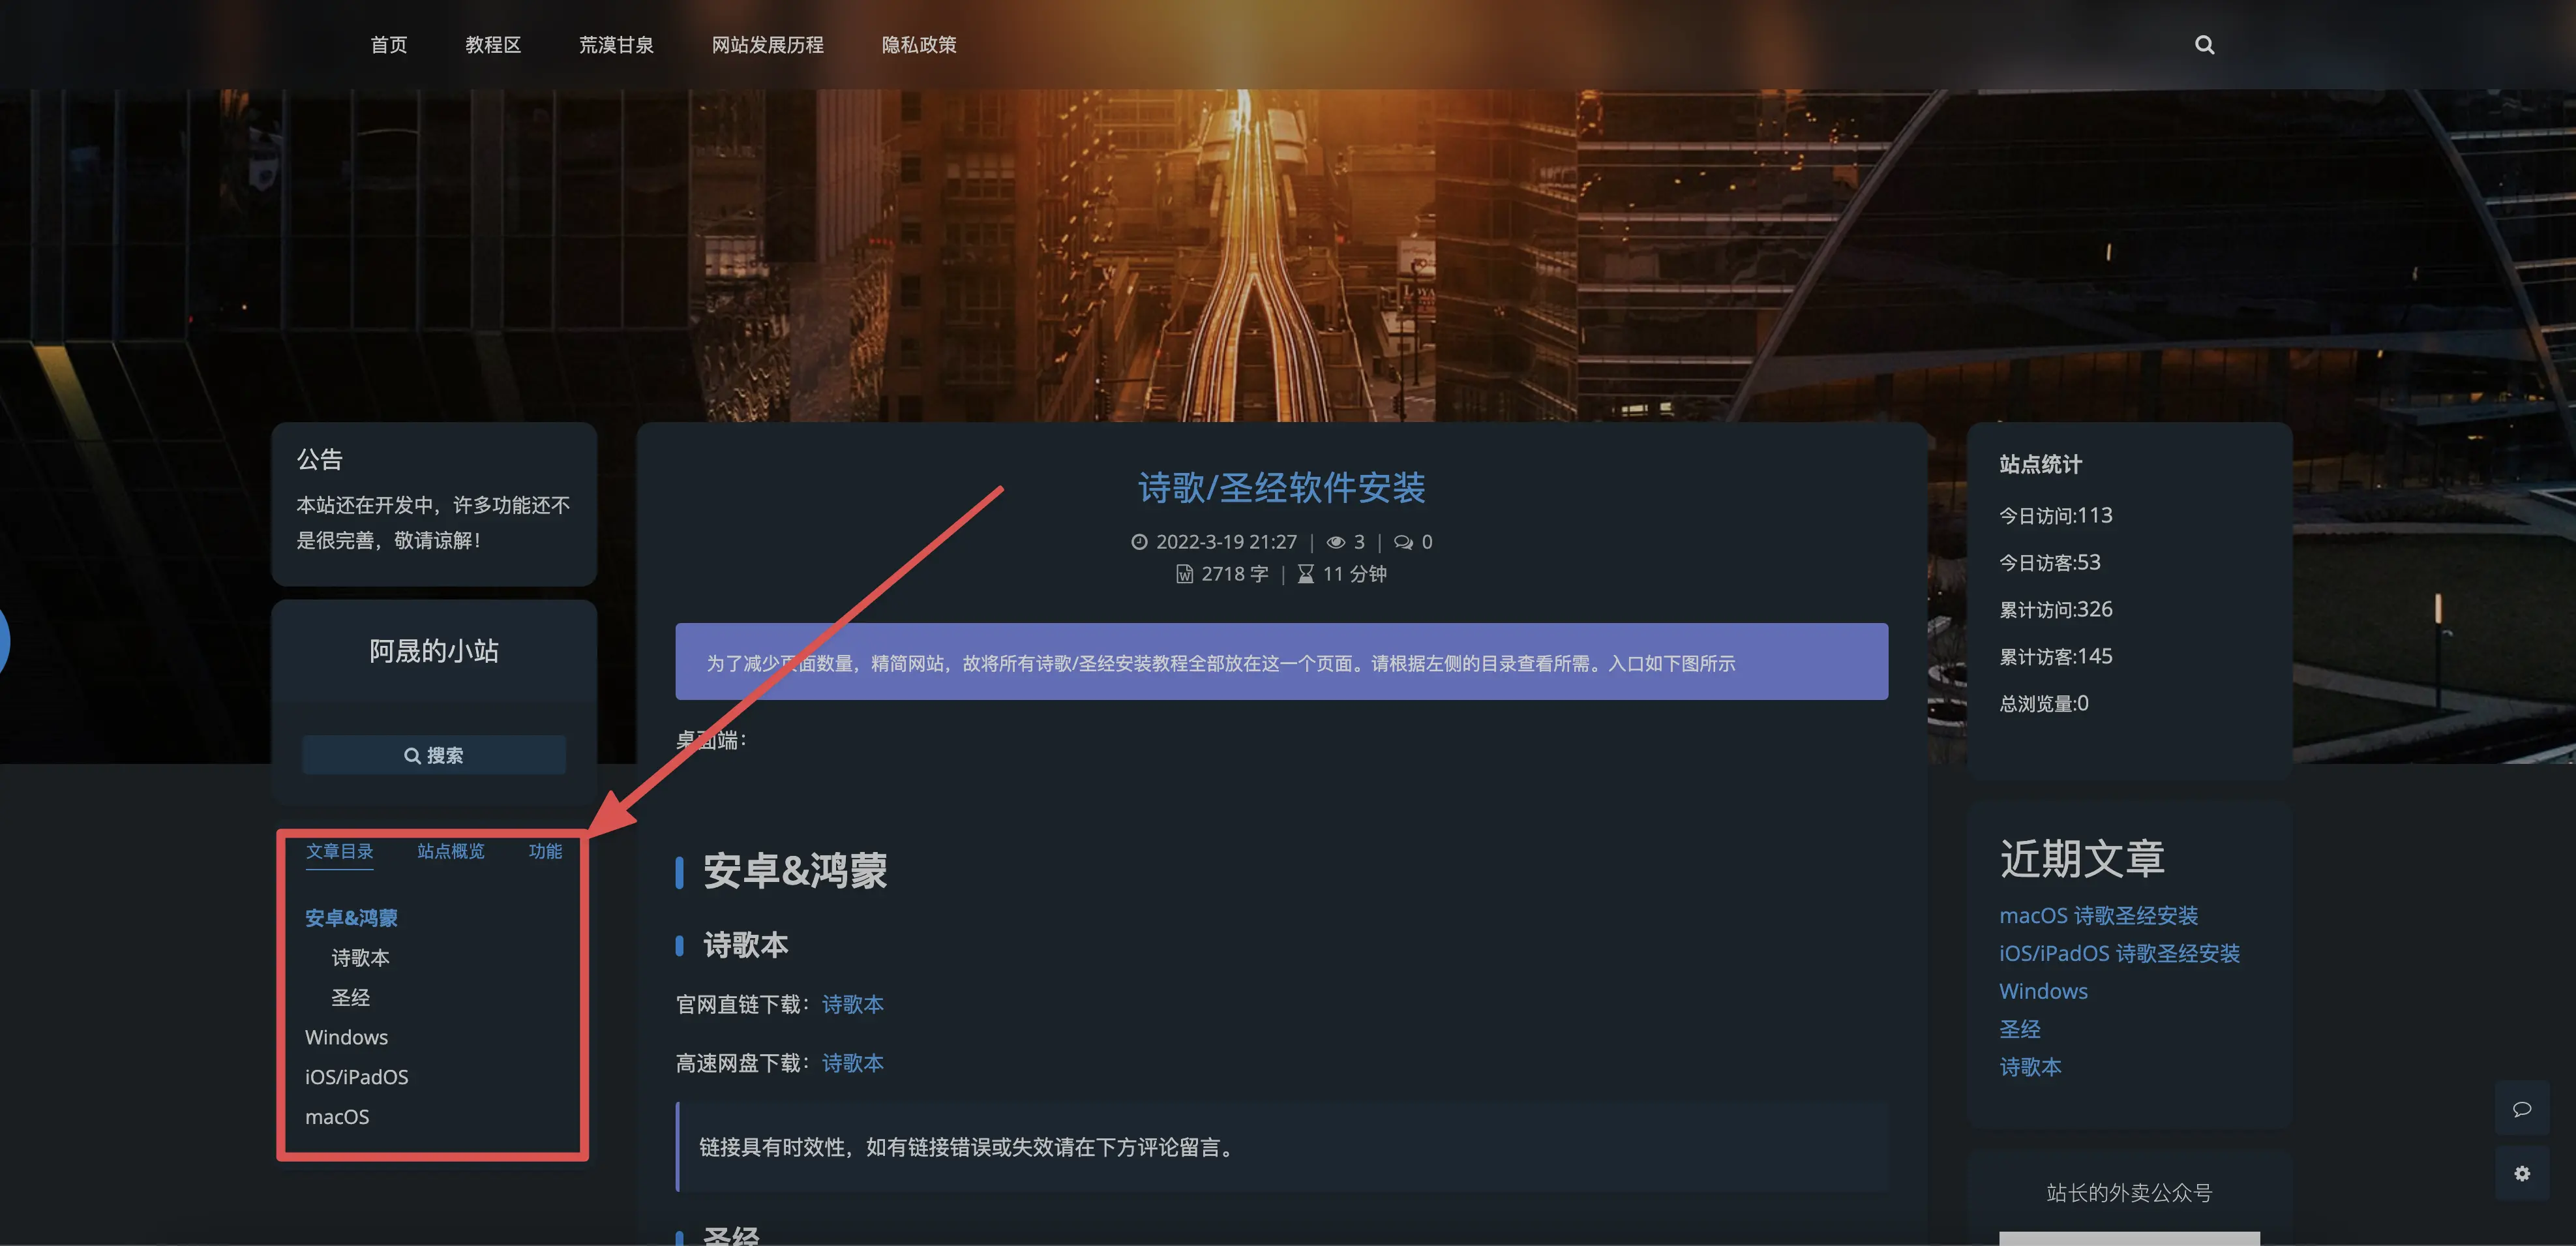 首页
教程区
荒漠甘泉
网站发展历程
隐私政策
公告
本站还在开发中，许多功能还不
是很完善，敬请谅解！
阿晟的小站
搜索
文章目录
站点概览
功能
安卓&鸿蒙
诗歌本
圣经
Windows
iOS/iPadOS
macOS
诗歌/圣经软件安装
2022-3-19 21:27 | 3 | 0
2718 字 | 11 分钟
为了减少页面数量，精简网站，故将所有诗歌/圣经安装教程全部放在这一个页面。请根据左侧的目录查看所需。入口如下图所示
桌面端：
安卓&鸿蒙
诗歌本
官网直链下载：诗歌本
高速网盘下载：诗歌本
链接具有时效性，如有链接错误或失效请在下方评论留言。
圣经
站点统计
今日访问:113
今日访客:53
累计访问:326
累计访客:145
总浏览量:0
近期文章
macOS 诗歌圣经安装
iOS/iPadOS 诗歌圣经安装
Windows
圣经
诗歌本
站长的外卖公众号